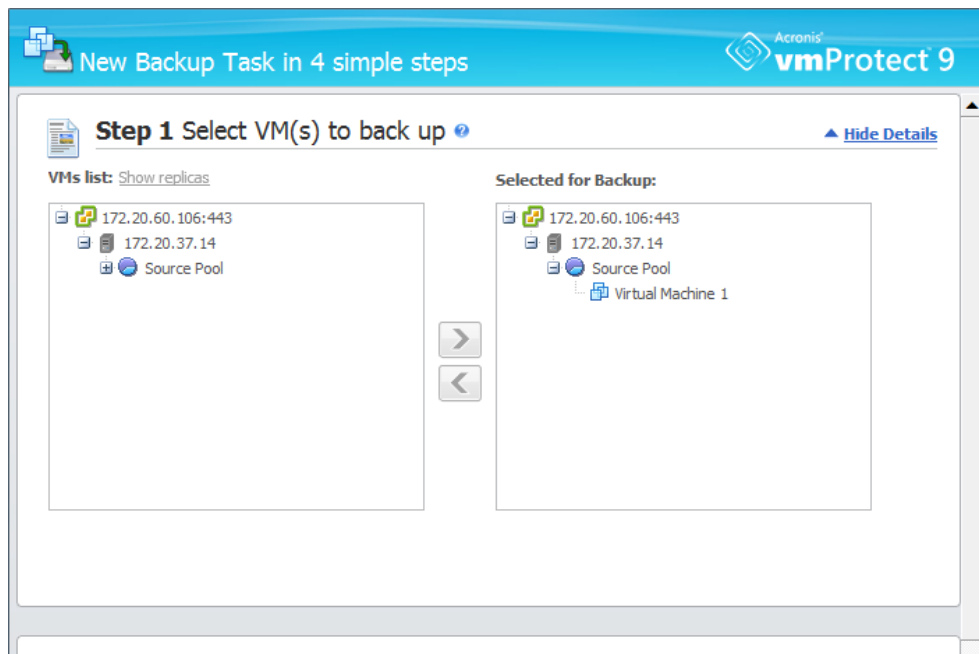 New Backup Task in 4 simple steps
Acronis®
vmProtect™ 9
Step 1 Select VM(s) to back up ?
Hide Details
VMs list: Show replicas
172.20.60.106:443
172.20.37.14
Source Pool
Selected for Backup:
172.20.60.106:443
172.20.37.14
Source Pool
Virtual Machine 1